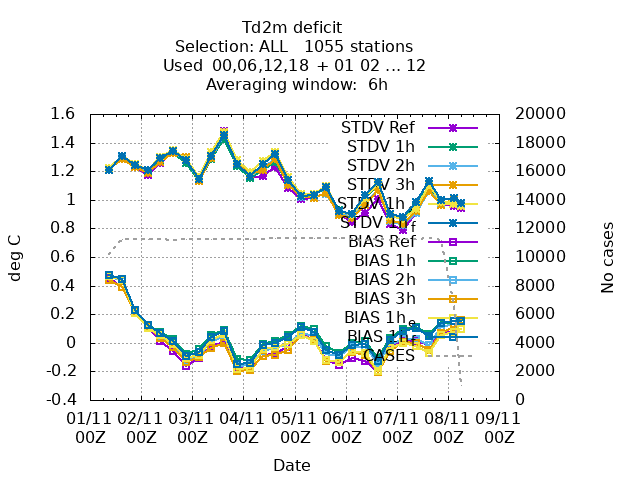 Td2m deficit
Selection: ALL   1055 stations
Used  00,06,12,18 + 01 02 ... 12
Averaging window:  6h
1.6
1.4
1.2
1
0.8
0.6
0.4
0.2
0
-0.2
-0.4
deg C
20000
18000
16000
14000
12000
10000
8000
6000
4000
2000
0
No cases
STDV Ref
STDV 1h
STDV 2h
STDV 3h
STDV 1h
STDV 1h f
BIAS Ref
BIAS 1h
BIAS 2h
BIAS 3h
BIAS 1h e
BIAS 1h f
CASES
01/11 02/11 03/11 04/11 05/11 06/11 07/11 08/11 09/11
00Z 00Z 00Z 00Z 00Z 00Z 00Z 00Z 00Z
Date